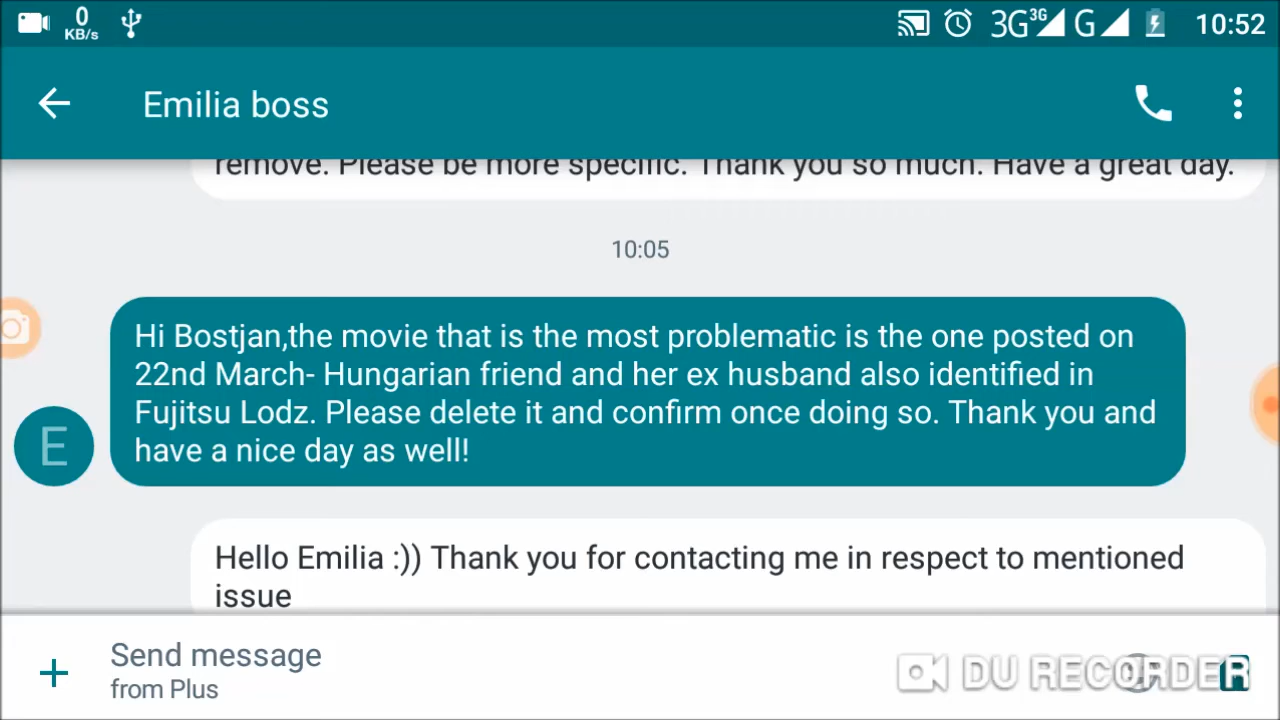 0
KB/s
3G 3G G 10:52
Emilia boss
remove. Please be more specific. Thank you so much. Have a great day.
10:05
Hi Bostjan,the movie that is the most problematic is the one posted on
22nd March- Hungarian friend and her ex husband also identified in
Fujitsu Lodz. Please delete it and confirm once doing so. Thank you and
have a nice day as well!
E
Hello Emilia :)) Thank you for contacting me in respect to mentioned
issue
Send message
from Plus
DU RECORDER